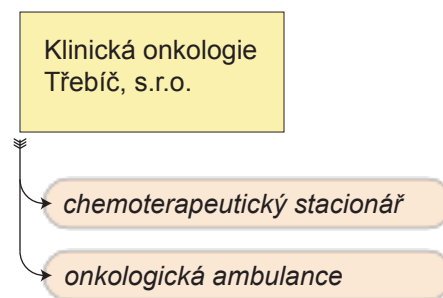 Klinická onkologie
Třebíč, s.r.o.
chemoterapeutický stacionář
onkologická ambulance